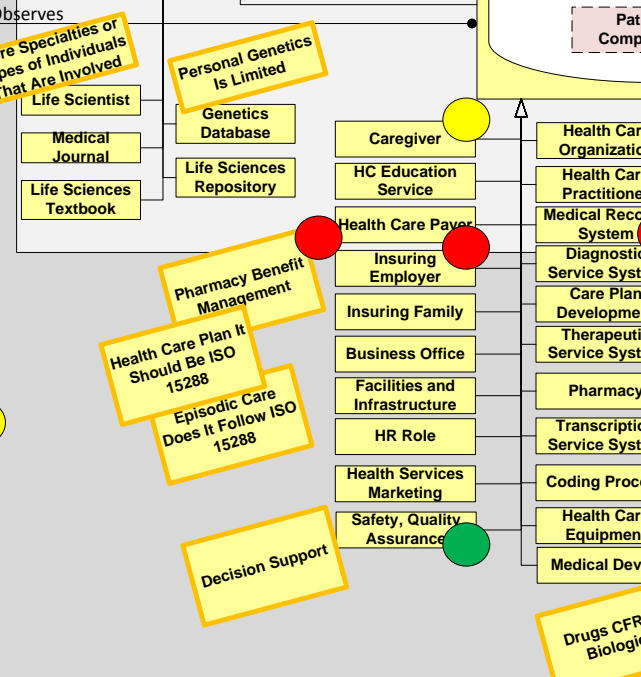 Observes
re Specialties or
pes of Individuals
That Are Involved
Personal Genetics
Is Limited
Pat
Comp
Life Scientist
Medical
Journal
Life Sciences
Textbook
Genetics
Database
Life Sciences
Repository
Caregiver
HC Education
Service
Health Care Payer
Insuring
Employer
Insuring Family
Business Office
Facilities and
Infrastructure
HR Role
Health Services
Marketing
Safety, Quality
Assurance
Health Car
Organizatio
Health Car
Practitione
Medical Reco
System
Diagnostic
Service Syst
Care Plan
Developme
Therapeuti
Service Syst
Pharmacy
Transcriptio
Service Syst
Coding Proc
Health Car
Equipmen
Medical Dev
Pharmacy Benefit
Management
Health Care Plan It
Should Be ISO
15288
Episodic Care
Does It Follow ISO
15288
Decision Support
Drugs CFR
Biologi